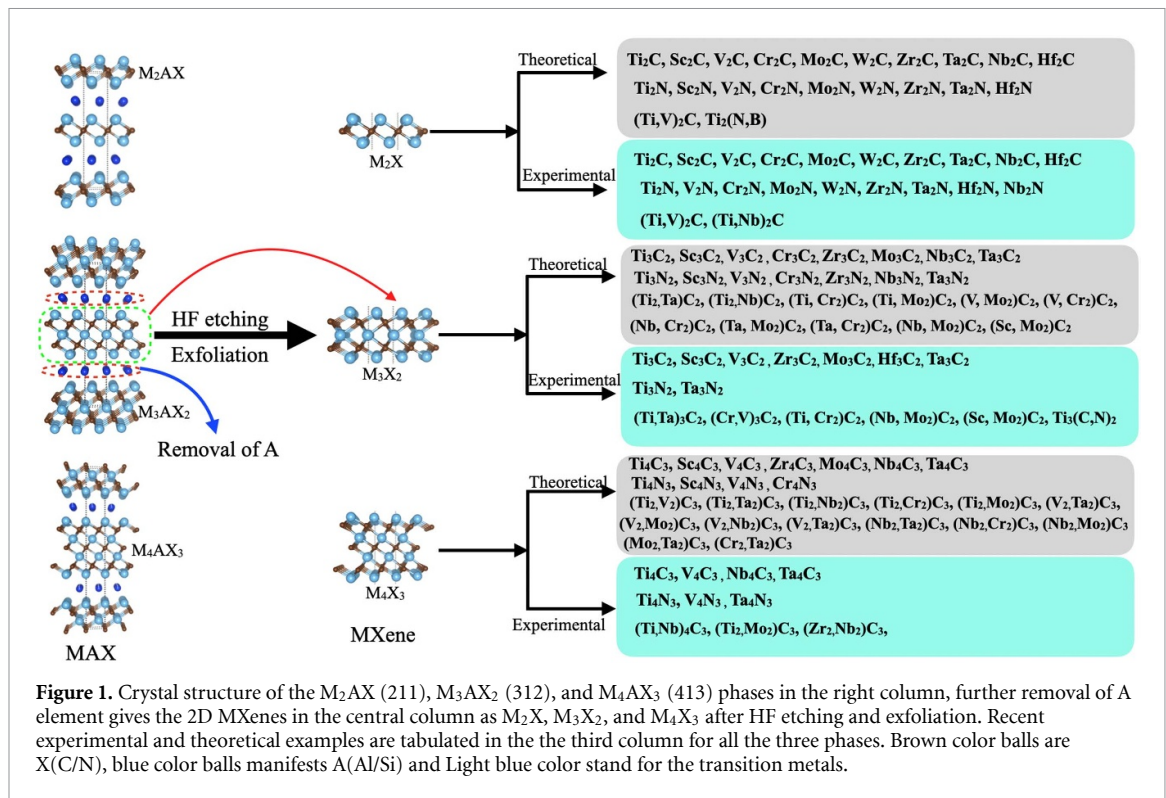 M₂AX
M₂X
Theoretical
Ti₂C, Sc₂C, V₂C, Cr₂C, Mo₂C, W₂C, Zr₂C, Ta₂C, Nb₂C, Hf₂C
Ti₂N, Sc₂N, V₂N, Cr₂N, Mo₂N, W₂N, Zr₂N, Ta₂N, Hf₂N
(Ti,V)₂C, Ti₂(N,B)
Experimental
Ti₂C, Sc₂C, V₂C, Cr₂C, Mo₂C, W₂C, Zr₂C, Ta₂C, Nb₂C, Hf₂C
Ti₂N, V₂N, Cr₂N, Mo₂N, W₂N, Zr₂N, Ta₂N, Hf₂N, Nb₂N
(Ti,V)₂C, (Ti,Nb)₂C
HF etching
Exfoliation
M₃AX₂
Removal of A
M₃X₂
Theoretical
Ti₃C₂, Sc₃C₂, V₃C₂ , Cr₃C₂, Zr₃C₂, Mo₃C₂, Nb₃C₂, Ta₃C₂
Ti₃N₂, Sc₃N₂, V₃N₂ , Cr₃N₂, Zr₃N₂, Nb₃N₂, Ta₃N₂
(Ti₂,Ta)C₂, (Ti₂,Nb)C₂, (Ti, Cr₂)C₂, (Ti, Mo₂)C₂, (V, Mo₂)C₂, (V, Cr₂)C₂,
(Nb, Cr₂)C₂, (Ta, Mo₂)C₂, (Ta, Cr₂)C₂, (Nb, Mo₂)C₂, (Sc, Mo₂)C₂
Experimental
Ti₃C₂, Sc₃C₂, V₃C₂ , Zr₃C₂, Mo₃C₂, Hf₃C₂, Ta₃C₂
Ti₃N₂, Ta₃N₂
(Ti,Ta)₃C₂, (Cr,V)₃C₂, (Ti, Cr₂)C₂, (Nb, Mo₂)C₂, (Sc, Mo₂)C₂, Ti₃(C,N)₂
M₄AX₃
MAX
M₄X₃
MXene
Theoretical
Ti₄C₃, Sc₄C₃, V₄C₃ , Zr₄C₃, Mo₄C₃, Nb₄C₃, Ta₄C₃
Ti₄N₃, Sc₄N₃, V₄N₃ , Cr₄N₃
(Ti₂,V₂)C₃, (Ti₂,Ta₂)C₃, (Ti₂,Nb₂)C₃, (Ti₂,Cr₂)C₃, (Ti₂,Mo₂)C₃, (V₂,Ta₂)C₃,
(V₂,Mo₂)C₃, (V₂,Nb₂)C₃, (V₂,Ta₂)C₃, (Nb₂,Ta₂)C₃, (Nb₂,Cr₂)C₃, (Nb₂,Mo₂)C₃
(Mo₂,Ta₂)C₃, (Cr₂,Ta₂)C₃
Experimental
Ti₄C₃, V₄C₃ , Nb₄C₃, Ta₄C₃
Ti₄N₃, V₄N₃ , Ta₄N₃
(Ti,Nb)₄C₃, (Ti₂,Mo₂)C₃, (Zr₂,Nb₂)C₃,
Figure 1. Crystal structure of the M₂AX (211), M₃AX₂ (312), and M₄AX₃ (413) phases in the right column, further removal of A
element gives the 2D MXenes in the central column as M₂X, M₃X₂, and M₄X₃ after HF etching and exfoliation. Recent
experimental and theoretical examples are tabulated in the the third column for all the three phases. Brown color balls are
X(C/N), blue color balls manifests A(Al/Si) and Light blue color stand for the transition metals.